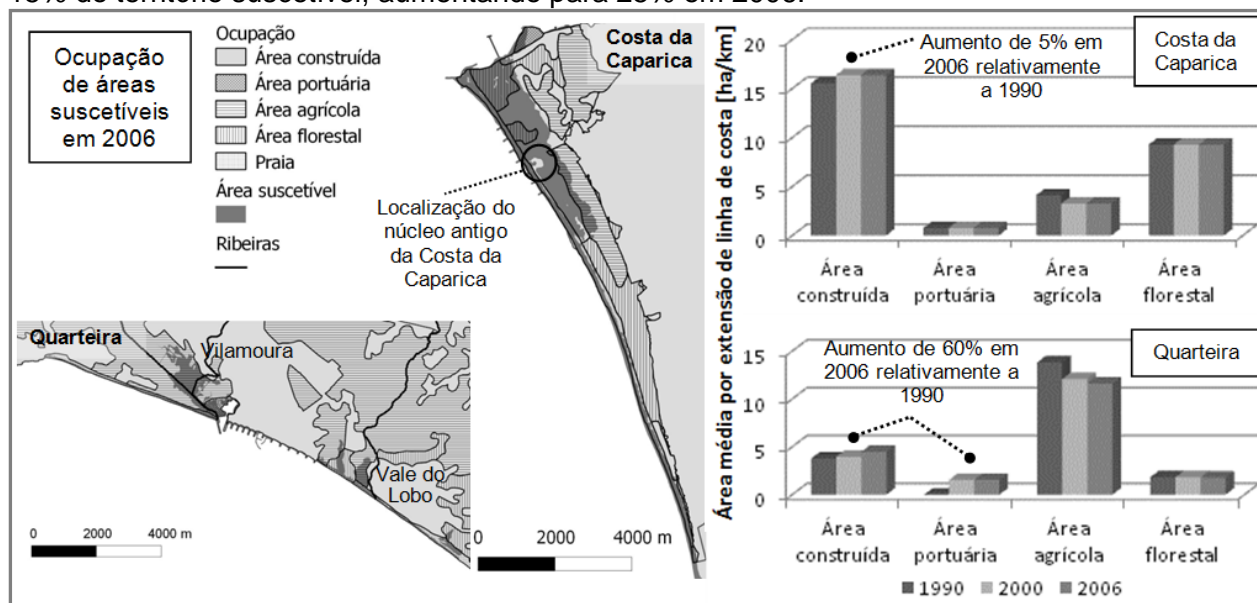 Ocupação
de áreas
suscetíveis
em 2006
Ocupação
Área construída
Área portuária
Área agrícola
Área florestal
Praia
Área suscetível
Ribeiras
Costa da
Caparica
Localização do
núcleo antigo
da Costa da
Caparica
Quarteira
Vilamoura
Vale do
Lobo
0 2000 4000 m
0 2000 4000 m
Área média por extensão de linha de costa [ha/km]
20
15
10
5
0
Aumento de 5% em
2006 relativamente
a 1990
Costa da
Caparica
Área construída
Área portuária
Área agrícola
Área florestal
15
10
5
0
Aumento de 60% em
2006 relativamente a
1990
Quarteira
Área construída
Área portuária
Área agrícola
Área florestal
1990 2000 2006